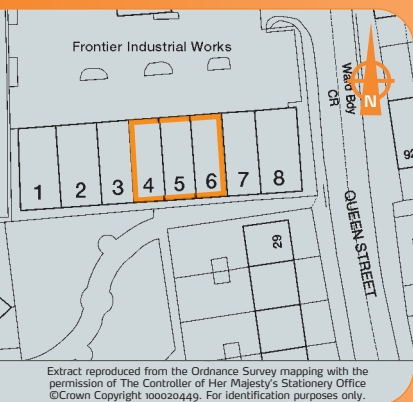 Frontier Industrial Works
Ward Bdy
CR
N
92
1 2 3 4 5 6 7 8
QUEEN STREET
29
Extract reproduced from the Ordnance Survey mapping with the
permission of The Controller of Her Majesty's Stationery Office
©Crown Copyright 100020449. For identification purposes only.